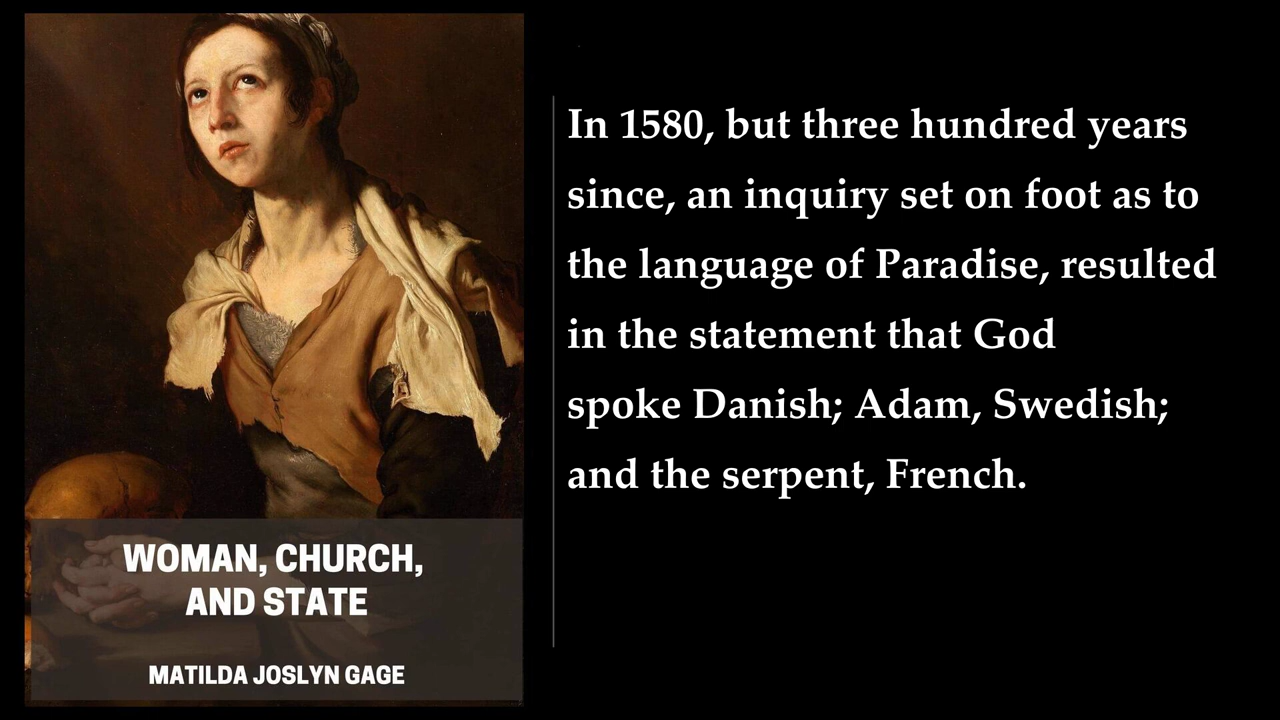 In 1580, but three hundred years
since, an inquiry set on foot as to
the language of Paradise, resulted
in the statement that God
spoke Danish; Adam, Swedish;
and the serpent, French.
WOMAN, CHURCH,
AND STATE
MATILDA JOSLYN GAGE